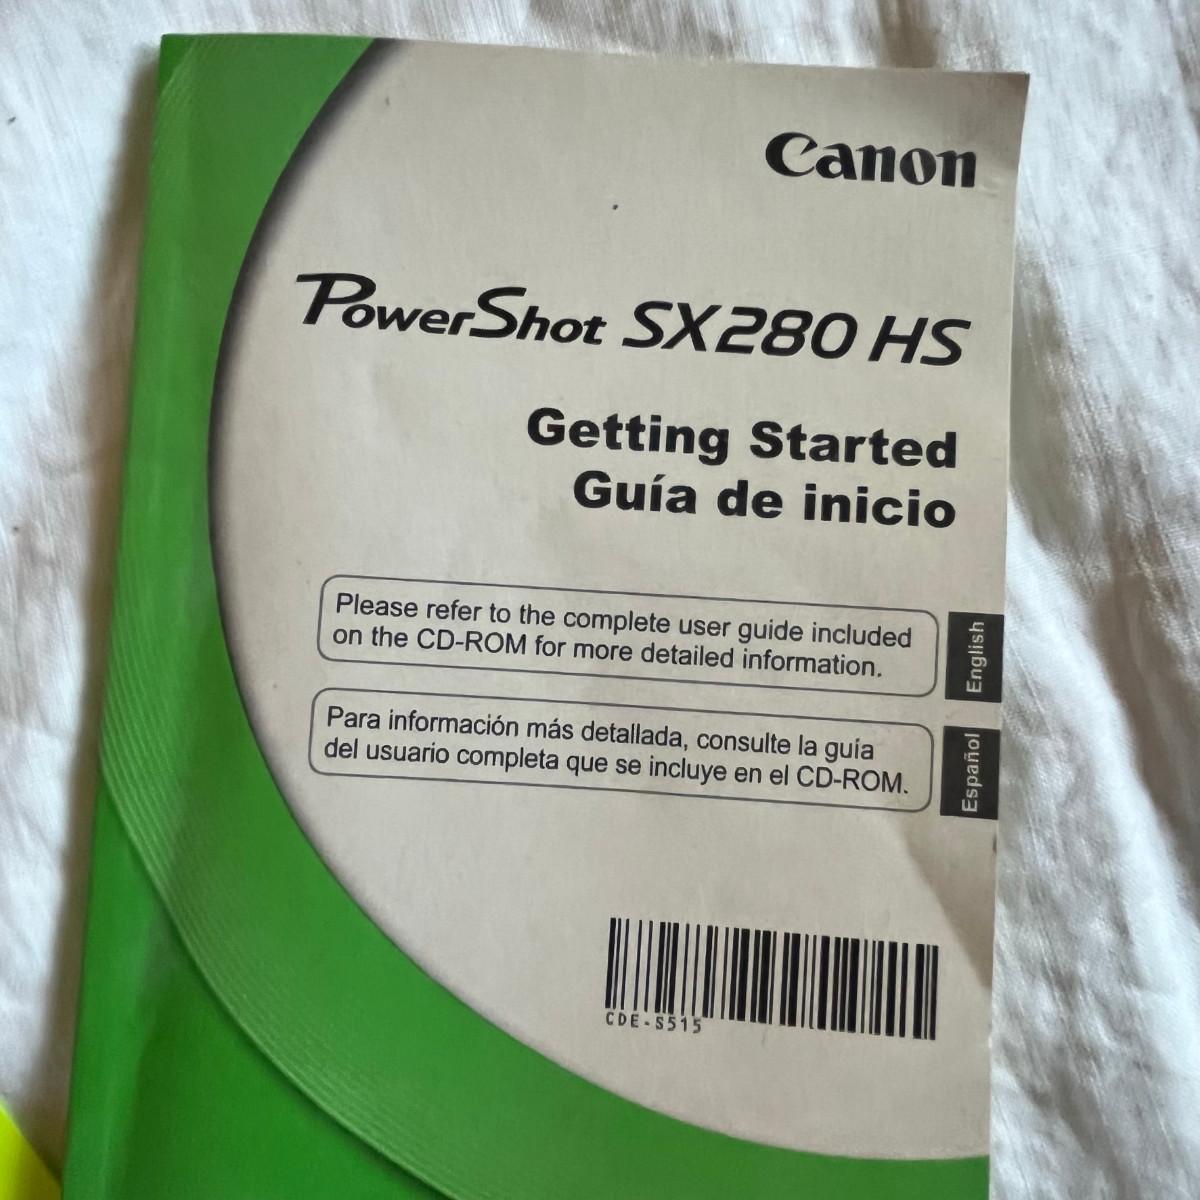 Canon
PowerShot SX280 HS
Getting Started
Guía de inicio
Please refer to the complete user guide included
on the CD-ROM for more detailed information.
English
Para información más detallada, consulte la guía
del usuario completa que se incluye en el CD-ROM.
Español
CDE-S515